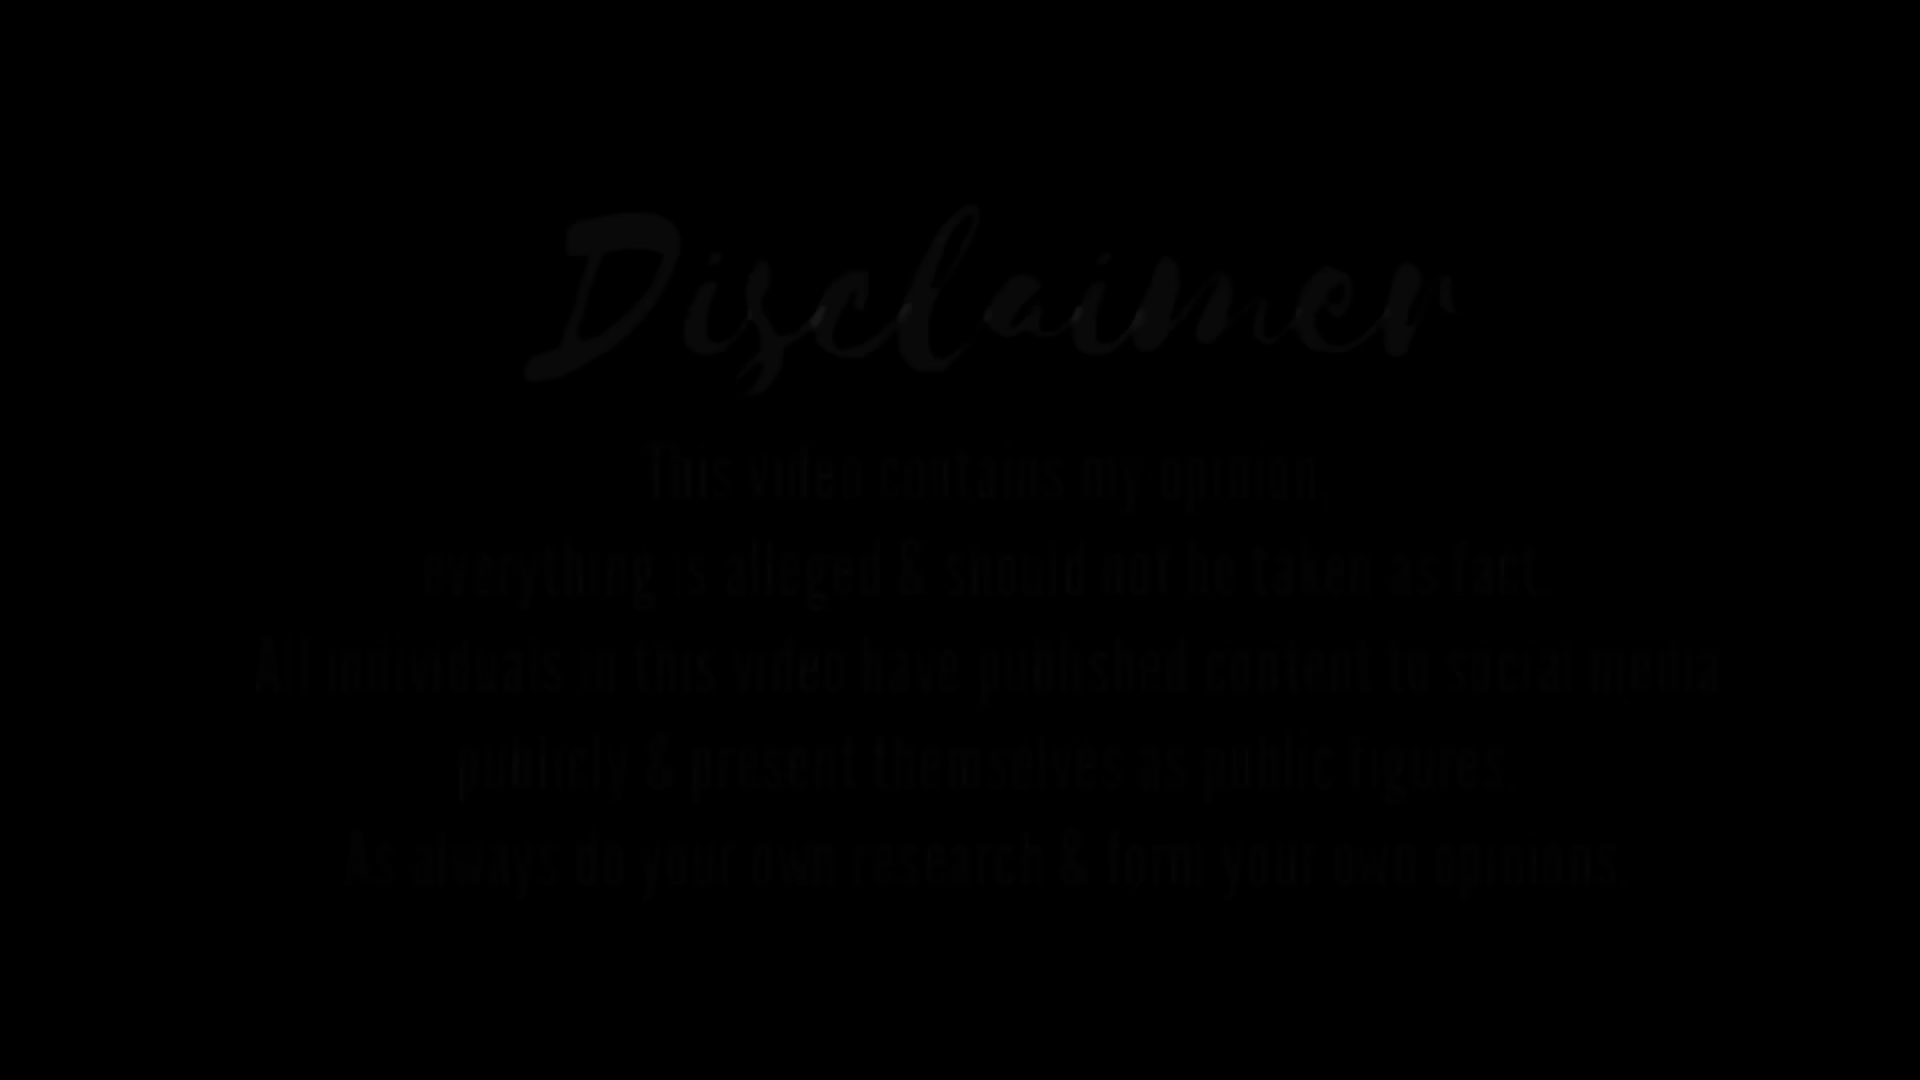 Disclaimer
This video contains my opinion,
everything is alleged & should not be taken as fact.
All individuals in this video have published content to social media
publicly & present themselves as public figures.
As always do your own research & form your own opinions.